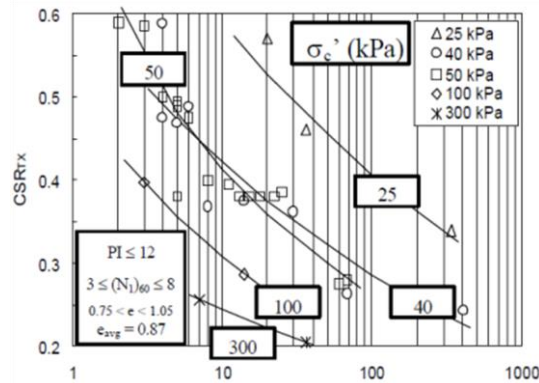 0.6
0.5
0.4
0.3
0.2
CSRtx
1
10
100
1000
σc' (kPa)
25 kPa
40 kPa
50 kPa
100 kPa
300 kPa
50
25
40
100
300
PI ≤ 12
3 ≤ (N1)60 ≤ 8
0.75 < e < 1.05
eavg = 0.87